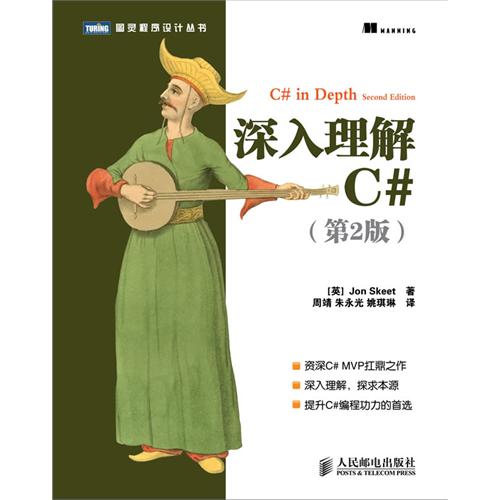 TURING 图灵程序设计丛书
MANNING
C# in Depth Second Edition
深入理解
C#
（第2版）
[英] Jon Skeet 著
周靖 朱永光 姚琪琳 译
资深C# MVP扛鼎之作
深入理解，探求本源
提升C#编程功力的首选
人民邮电出版社
POSTS & TELECOM PRESS